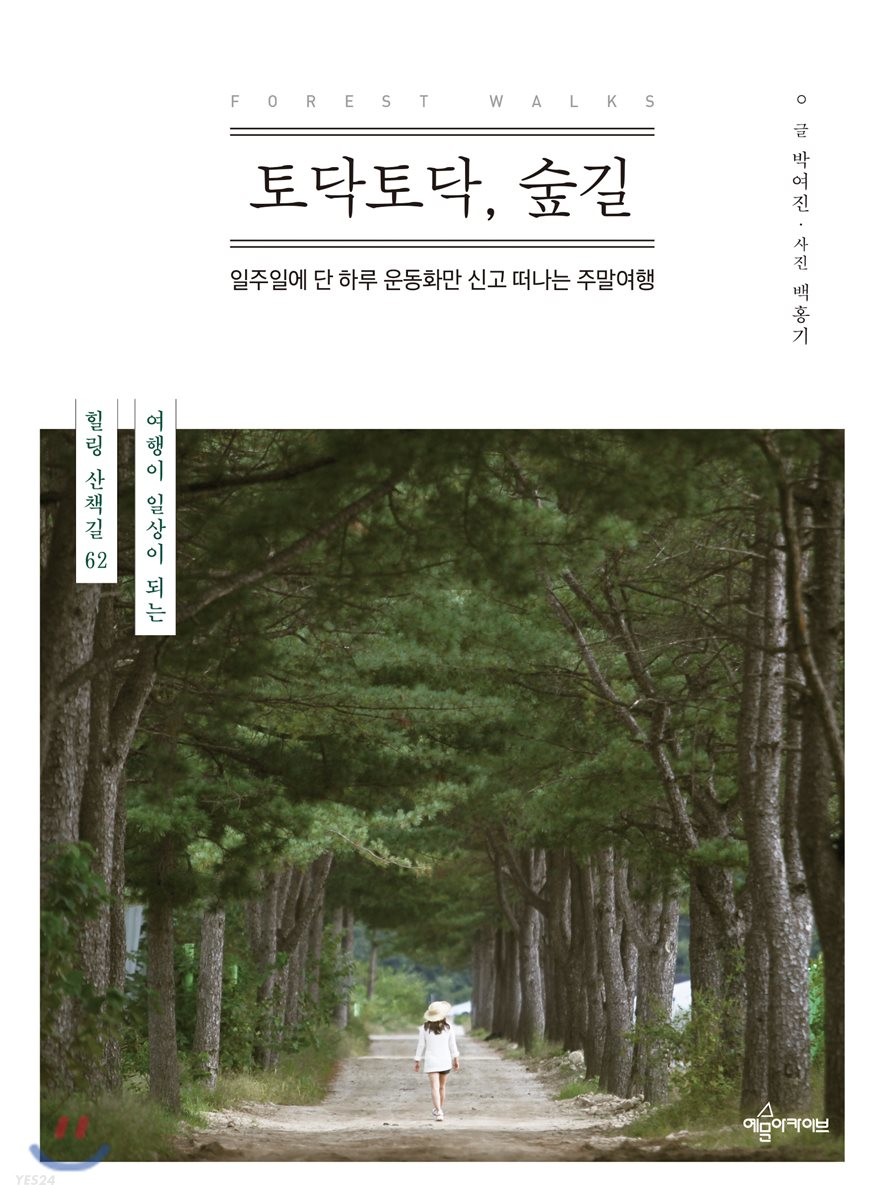 FOREST WALKS
토닥토닥, 숲길
일주일에 단 하루 운동화만 신고 떠나는 주말여행
글 박여진 · 사진 백홍기
여행이 일상이 되는
힐링 산책길 62
예문아카이브
YES24